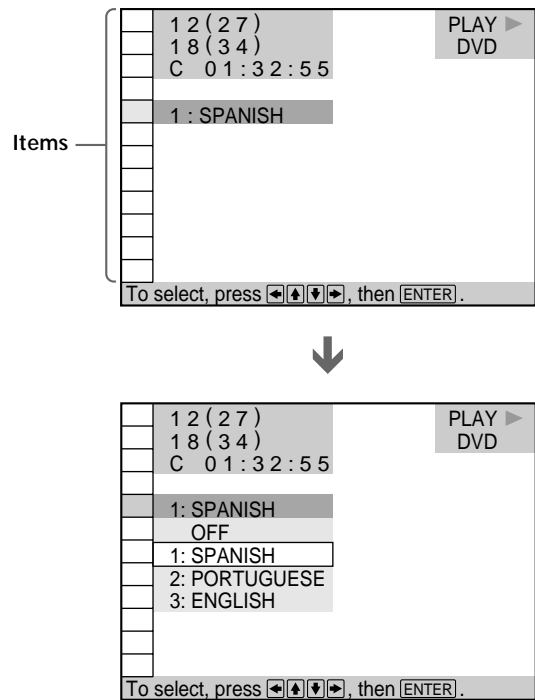 12(27)
18(34)
C 01:32:55
PLAY
DVD
1 : SPANISH
Items
To select, press ←↑↓→, then ENTER.
12(27)
18(34)
C 01:32:55
PLAY
DVD
1: SPANISH
OFF
1: SPANISH
2: PORTUGUESE
3: ENGLISH
To select, press ←↑↓→, then ENTER.